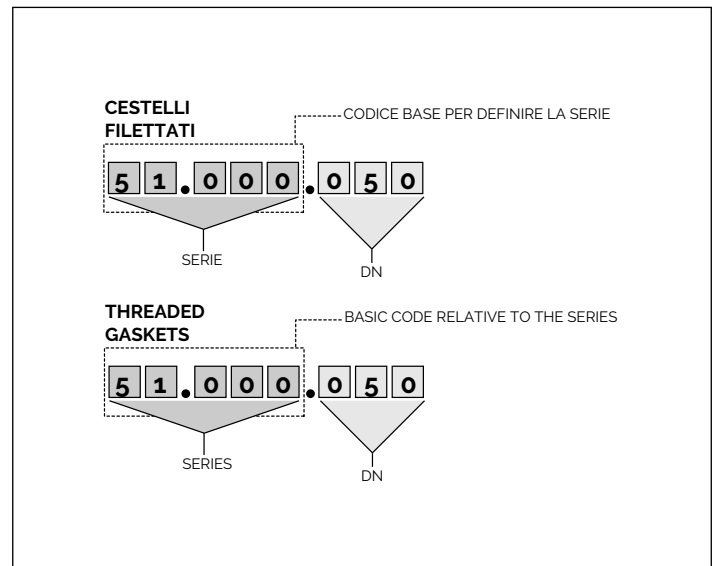 CESTELLI
FILETTATI
CODICE BASE PER DEFINIRE LA SERIE
51.000.050
SERIE
DN
THREADED
GASKETS
BASIC CODE RELATIVE TO THE SERIES
51.000.050
SERIES
DN